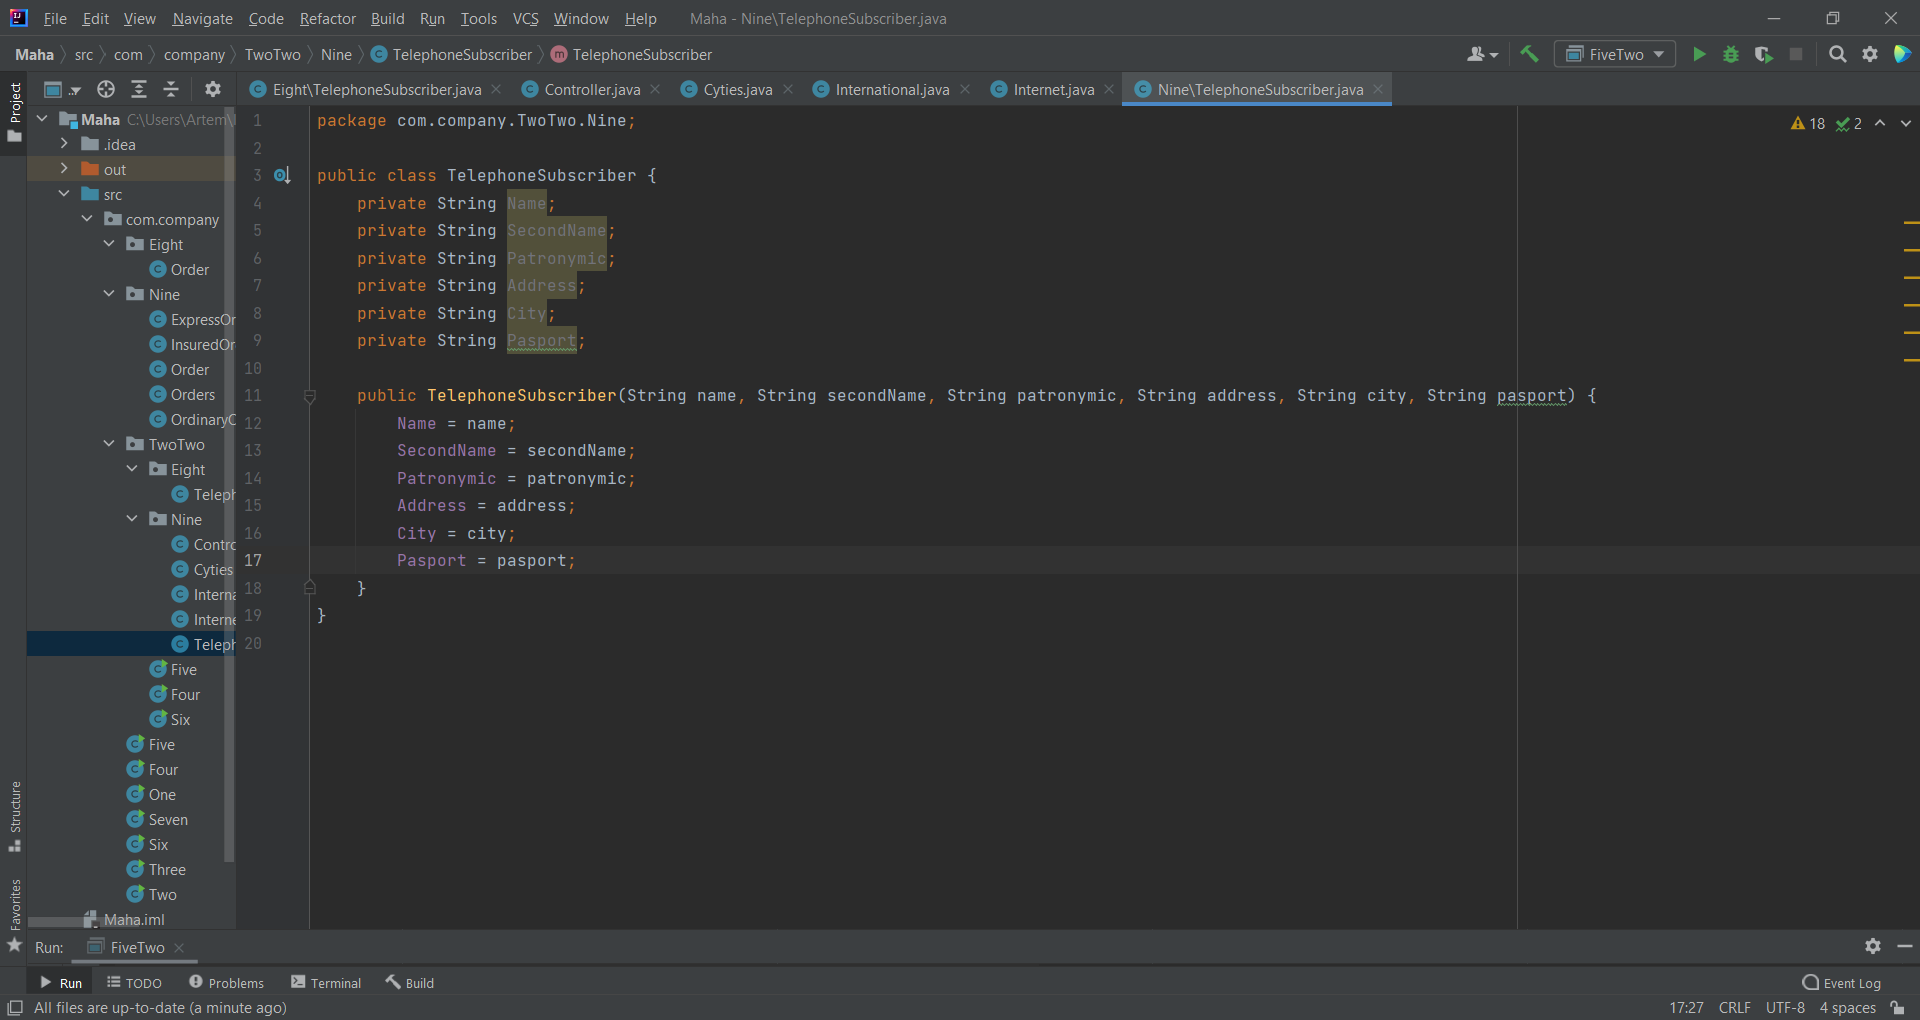 File Edit View Navigate Code Refactor Build Run Tools VCS Window Help Maha - Nine\TelephoneSubscriber.java
Maha src com company TwoTwo Nine TelephoneSubscriber m TelephoneSubscriber FiveTwo
Project
Eight\TelephoneSubscriber.java Controller.java Cyties.java International.java Internet.java Nine\TelephoneSubscriber.java
Maha C:\Users\Artem\
.idea
out
src
com.company
Eight
Order
Nine
ExpressOr
InsuredOr
Order
Orders
OrdinaryO
TwoTwo
Eight
Teleph
Nine
Contro
Cyties
Interna
Interne
Teleph
Five
Four
Six
Five
Four
One
Seven
Six
Three
Two
Maha.iml
Structure
Favorites
18 2
1 package com.company.TwoTwo.Nine;
2
3 public class TelephoneSubscriber {
4 private String Name;
5 private String SecondName;
6 private String Patronymic;
7 private String Address;
8 private String City;
9 private String Pasport;
10
11 public TelephoneSubscriber(String name, String secondName, String patronymic, String address, String city, String pasport) {
12 Name = name;
13 SecondName = secondName;
14 Patronymic = patronymic;
15 Address = address;
16 City = city;
17 Pasport = pasport;
18 }
19 }
20
Run: FiveTwo
Run TODO Problems Terminal Build Event Log
All files are up-to-date (a minute ago) 17:27 CRLF UTF-8 4 spaces